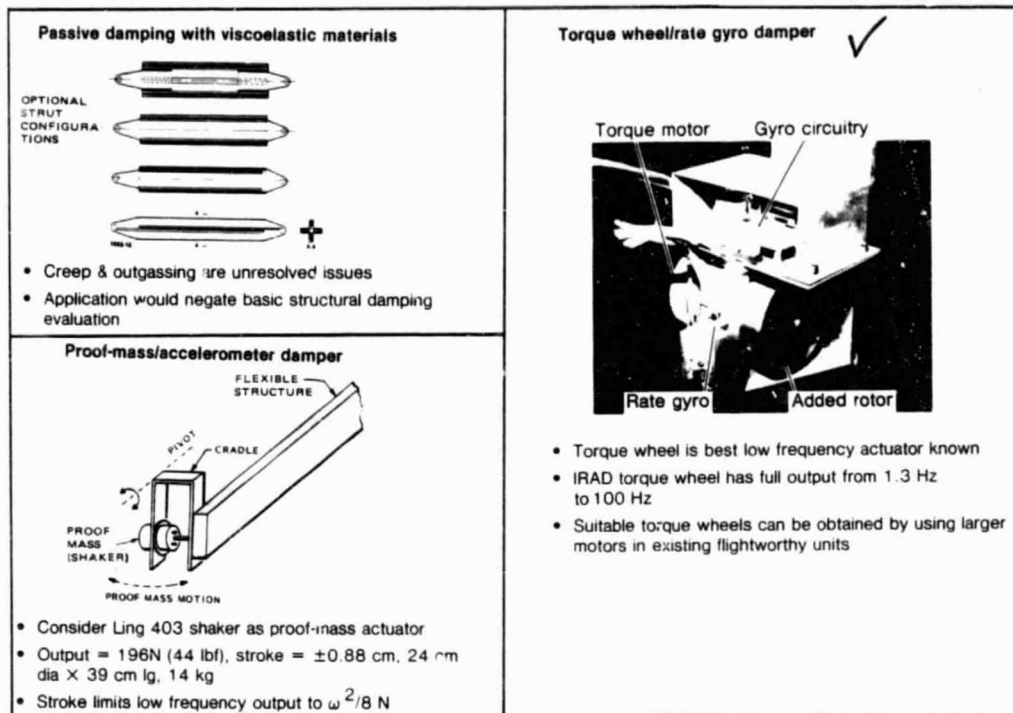 Passive damping with viscoelastic materials
OPTIONAL
STRUT
CONFIGURA
TIONS
• Creep & outgassing are unresolved issues
• Application would negate basic structural damping
evaluation
Proof-mass/accelerometer damper
FLEXIBLE
STRUCTURE
PIVOT
CRADLE
PROOF
MASS
(SHAKER)
PROOF MASS MOTION
• Consider Ling 403 shaker as proof-mass actuator
• Output = 196N (44 lbf), stroke = ±0.88 cm, 24 cm
dia × 39 cm lg, 14 kg
• Stroke limits low frequency output to ω²/8 N
Torque wheel/rate gyro damper
Torque motor
Gyro circuitry
Rate gyro
Added rotor
• Torque wheel is best low frequency actuator known
• IRAD torque wheel has full output from 1.3 Hz
to 100 Hz
• Suitable torque wheels can be obtained by using larger
motors in existing flightworthy units